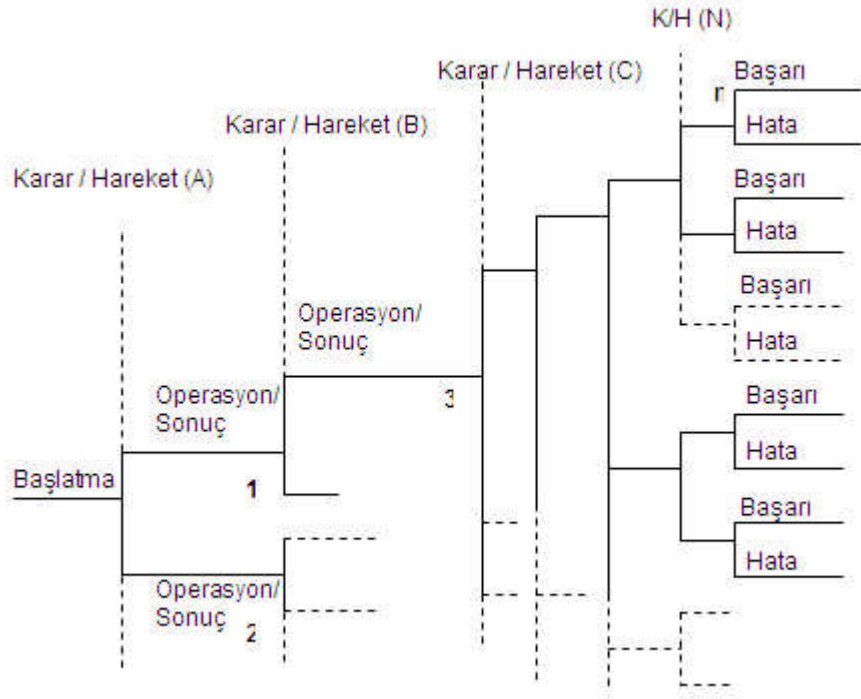 K/H (N)
Karar / Hareket (C)
Başarı
n
Hata
Karar / Hareket (B)
Karar / Hareket (A)
Başarı
Hata
Başarı
Hata
Operasyon/
Sonuç
3
Operasyon/
Sonuç
Başarı
Hata
Başlatma
1
Başarı
Hata
Operasyon/
Sonuç
2